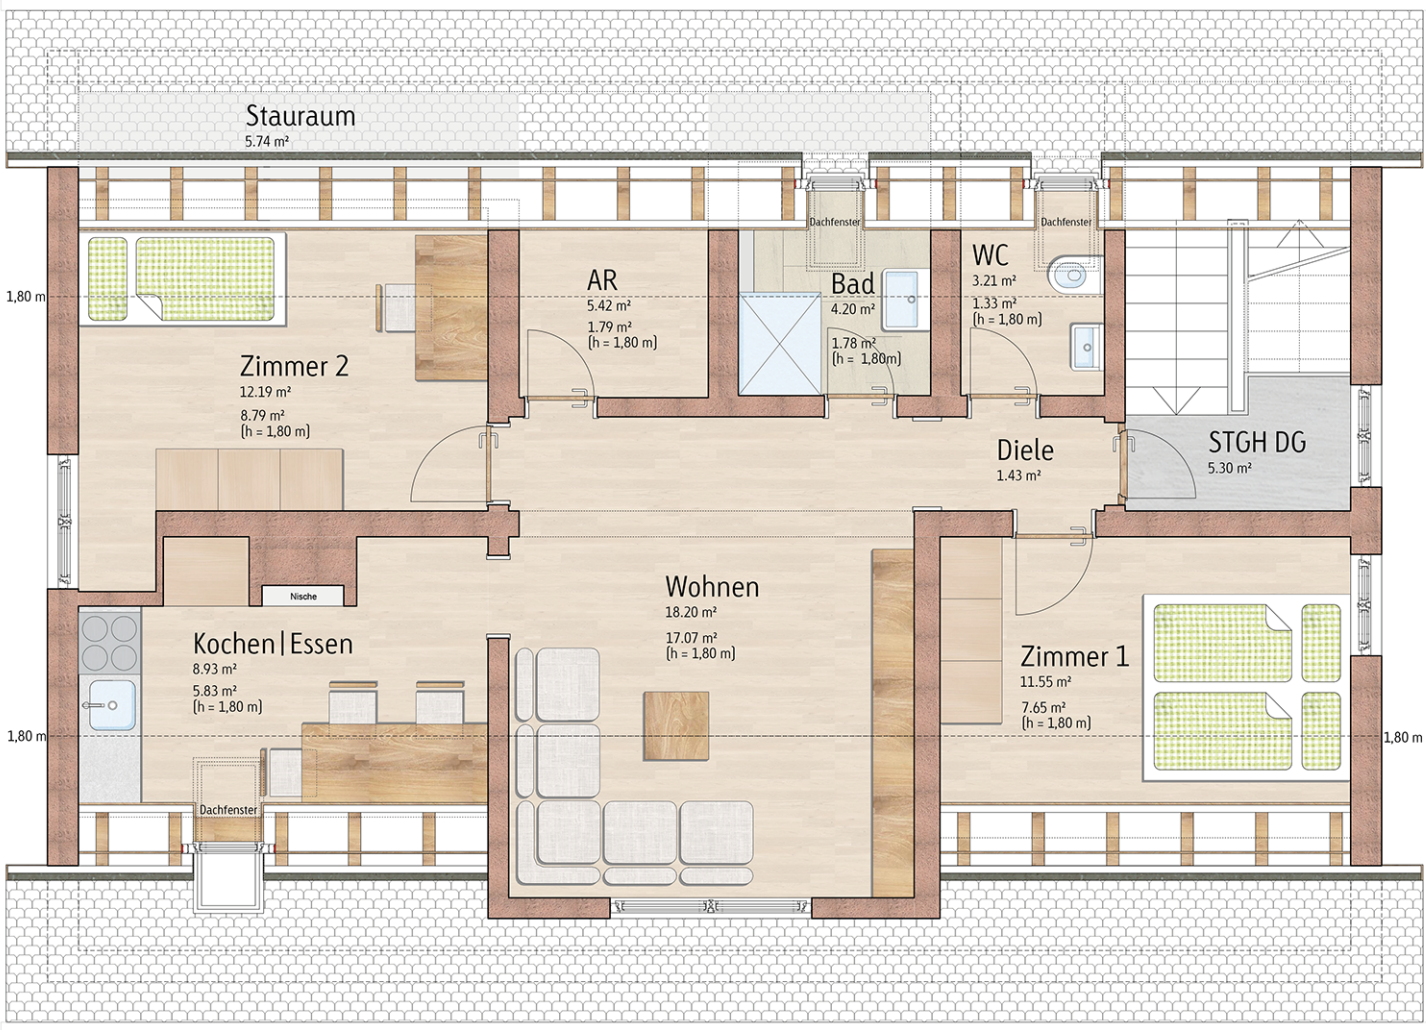 Stauraum
5.74 m²
Dachfenster
Dachfenster
1,80 m
AR
5.42 m²
1.79 m²
(h = 1,80 m)
Bad
4.20 m²
1.78 m²
(h = 1,80m)
WC
3.21 m²
1.33 m²
(h = 1,80 m)
Zimmer 2
12.19 m²
8.79 m²
(h = 1,80 m)
Diele
1.43 m²
STGH DG
5.30 m²
Nische
Kochen|Essen
8.93 m²
5.83 m²
(h = 1,80 m)
Wohnen
18.20 m²
17.07 m²
(h = 1,80 m)
Zimmer 1
11.55 m²
7.65 m²
(h = 1,80 m)
1,80 m
1,80 m
Dachfenster